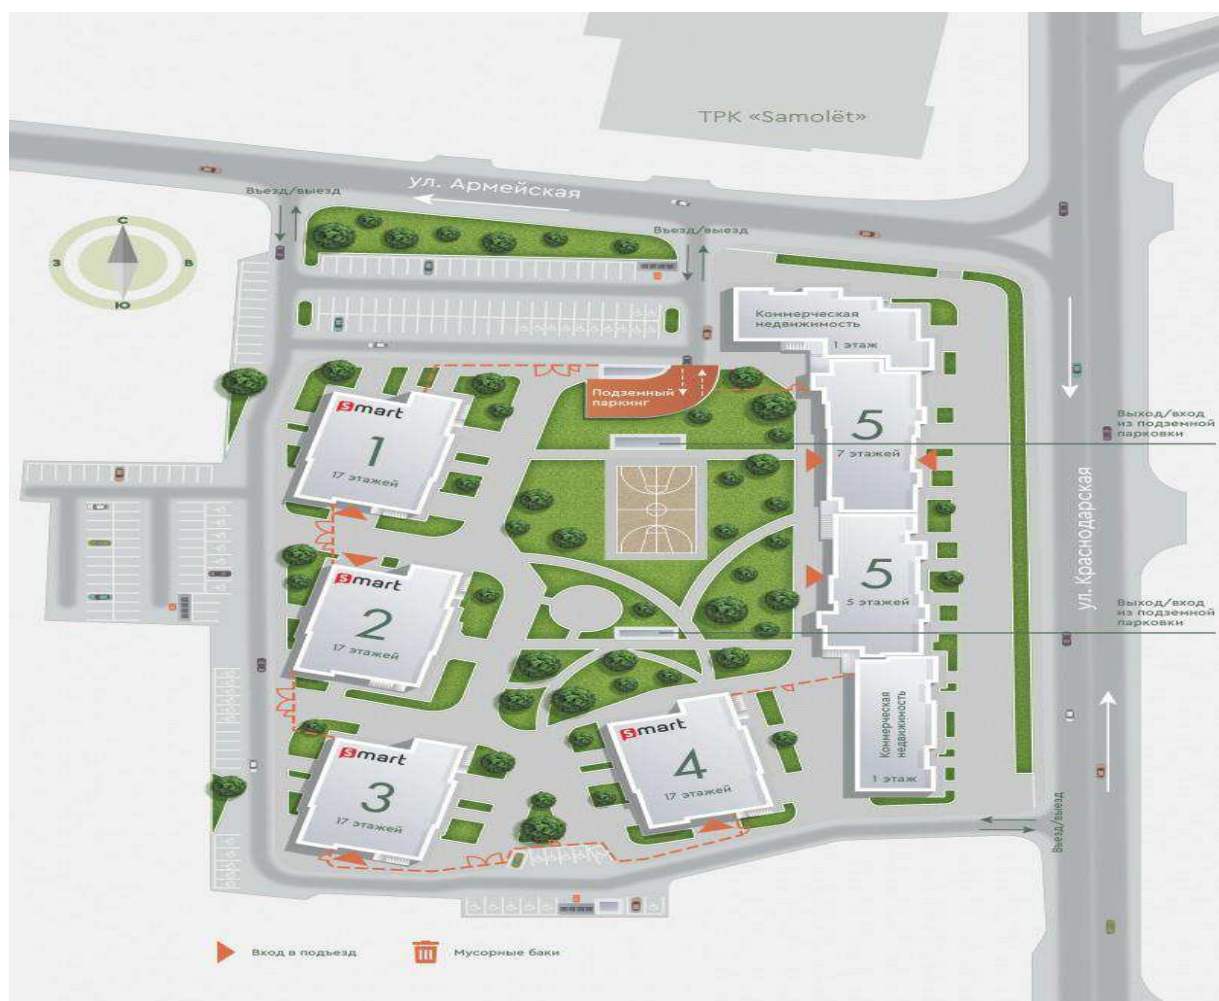 ТРК «Samolёt»
ул. Армейская
Въезд/выезд
Въезд/выезд
С
З
В
Ю
Коммерческая
недвижимость
1 этаж
Подземный
паркинг
smart
1
17 этажей
5
7 этажей
Выход/вход
из подземной
парковки
ул. Краснодарская
smart
2
17 этажей
5
5 этажей
Выход/вход
из подземной
парковки
smart
3
17 этажей
smart
4
17 этажей
Коммерческая
недвижимость
1 этаж
Въезд/выезд
Вход в подъезд
Мусорные баки